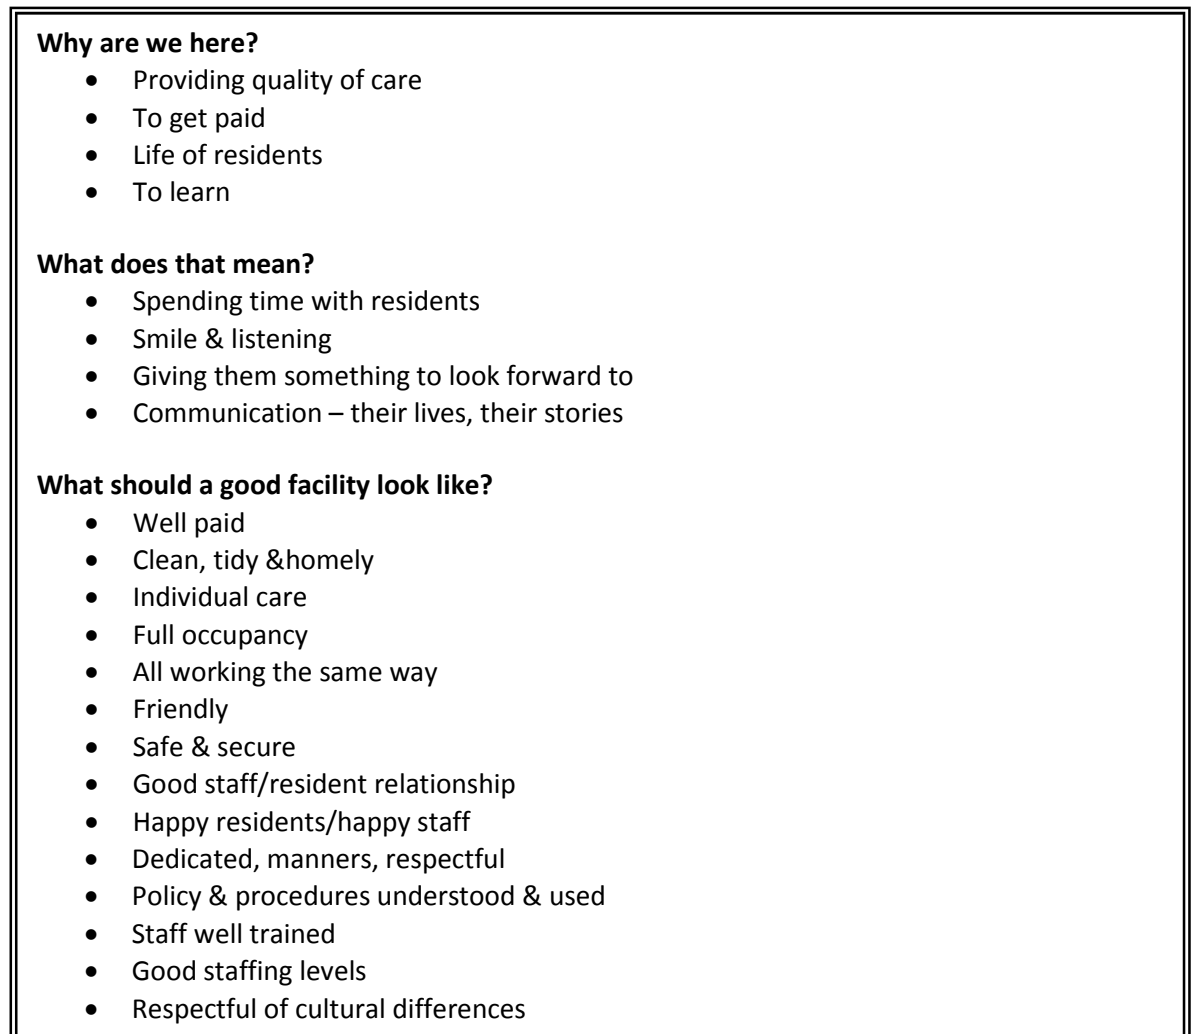 Why are we here?
• Providing quality of care
• To get paid
• Life of residents
• To learn
What does that mean?
• Spending time with residents
• Smile & listening
• Giving them something to look forward to
• Communication – their lives, their stories
What should a good facility look like?
• Well paid
• Clean, tidy &homely
• Individual care
• Full occupancy
• All working the same way
• Friendly
• Safe & secure
• Good staff/resident relationship
• Happy residents/happy staff
• Dedicated, manners, respectful
• Policy & procedures understood & used
• Staff well trained
• Good staffing levels
• Respectful of cultural differences